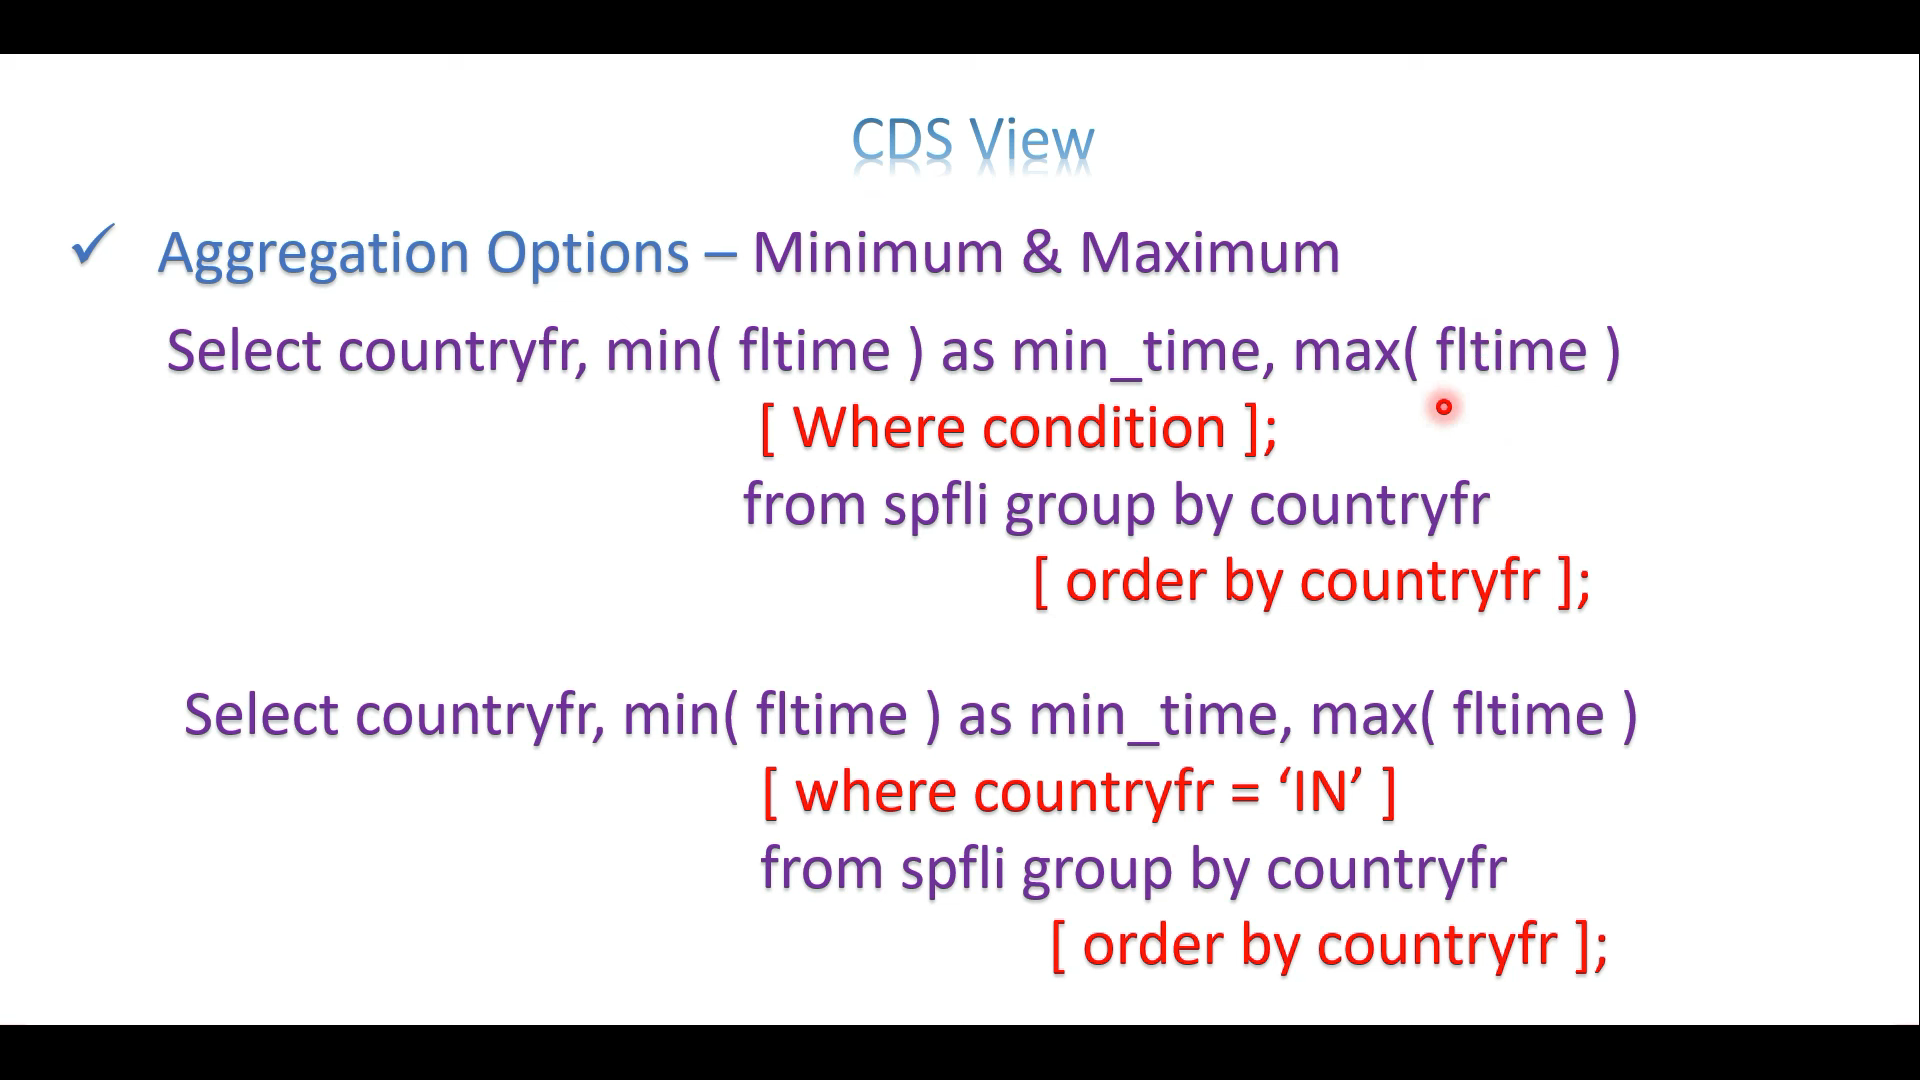 CDS View
✓ Aggregation Options – Minimum & Maximum
Select countryfr, min( fltime ) as min_time, max( fltime )
[ Where condition ];
from spfli group by countryfr
[ order by countryfr ];
Select countryfr, min( fltime ) as min_time, max( fltime )
[ where countryfr = ‘IN’ ]
from spfli group by countryfr
[ order by countryfr ];